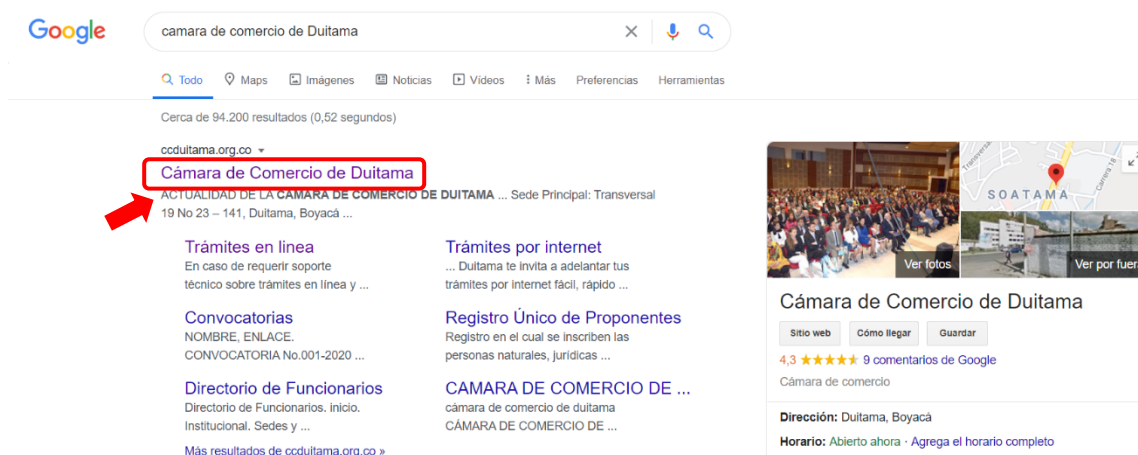 Google
camara de comercio de Duitama
Todo Maps Imágenes Noticias Vídeos Más Preferencias Herramientas
Cerca de 94.200 resultados (0,52 segundos)
ccduitama.org.co
Cámara de Comercio de Duitama
ACTUALIDAD DE LA CAMARA DE COMERCIO DE DUITAMA ... Sede Principal: Transversal
19 No 23 – 141, Duitama, Boyacá ...
Trámites en linea
En caso de requerir soporte
técnico sobre trámites en línea y ...
Trámites por internet
... Duitama te invita a adelantar tus
trámites por internet fácil, rápido ...
Convocatorias
NOMBRE, ENLACE.
CONVOCATORIA No.001-2020 ...
Registro Único de Proponentes
Registro en el cual se inscriben las
personas naturales, jurídicas ...
Directorio de Funcionarios
Directorio de Funcionarios. inicio.
Institucional. Sedes y ...
CAMARA DE COMERCIO DE ...
cámara de comercio de duitama
CÁMARA DE COMERCIO DE ...
Más resultados de ccduitama.org.co »
SOATAMA
Carrera 18
Ver fotos
Ver por fuera
Cámara de Comercio de Duitama
Sitio web Cómo llegar Guardar
4,3 9 comentarios de Google
Cámara de comercio
Dirección: Duitama, Boyacá
Horario: Abierto ahora · Agrega el horario completo